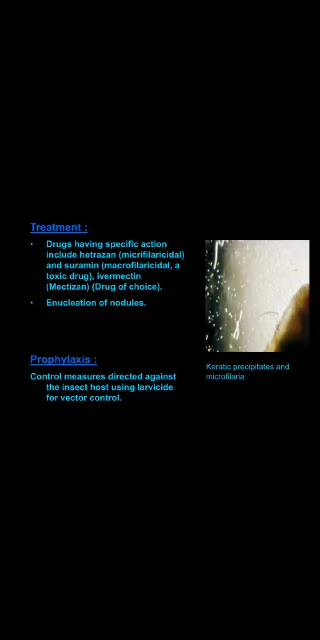 Treatment :
• Drugs having specific action
include hetrazan (micrifilaricidal)
and suramin (macrofilaricidal, a
toxic drug), ivermectin
(Mectizan) (Drug of choice).
• Enucleation of nodules.
Prophylaxis :
Control measures directed against
the insect host using larvicide
for vector control.
Keratic precipitates and
microfilaria